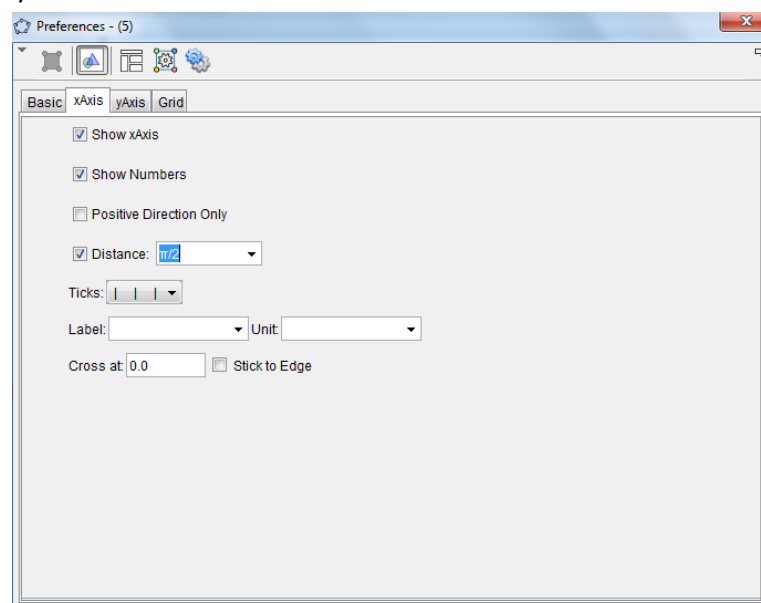 Preferences - (5)
Basic xAxis yAxis Grid
Show xAxis
Show Numbers
Positive Direction Only
Distance: π/2
Ticks: | | |
Label: Unit:
Cross at: 0.0 Stick to Edge